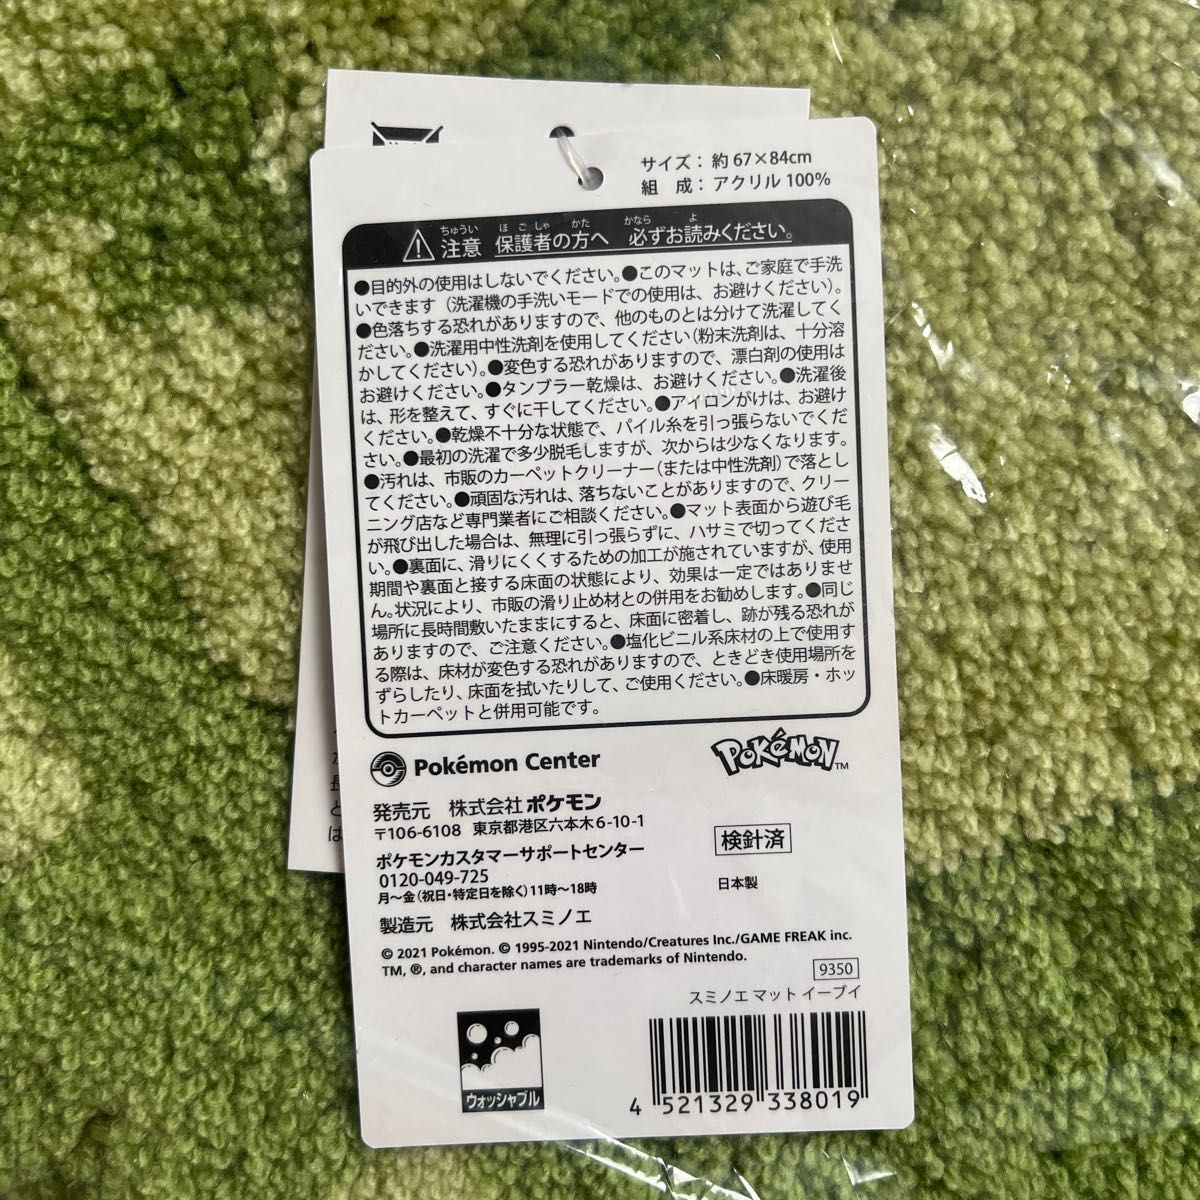 サイズ：約 67×84cm
組　成：アクリル 100%
ちゅうい ほごしゃ かた かなら よ
注意 保護者の方へ 必ずお読みください。
●目的外の使用はしないでください。●このマットは、ご家庭で手洗
いできます（洗濯機の手洗いモードでの使用は、お避けください）。
●色落ちする恐れがありますので、他のものとは分けて洗濯してく
ださい。●洗濯用中性洗剤を使用してください（粉末洗剤は、十分溶
かしてください）。●変色する恐れがありますので、漂白剤の使用は
お避けください。●タンブラー乾燥は、お避けください。●洗濯後
は、形を整えて、すぐに干してください。●アイロンがけは、お避け
ください。●乾燥不十分な状態で、パイル糸を引っ張らないでくだ
さい。●最初の洗濯で多少脱毛しますが、次からは少なくなります。
●汚れは、市販のカーペットクリーナー（または中性洗剤）で落とし
てください。●頑固な汚れは、落ちないことがありますので、クリー
ニング店など専門業者にご相談ください。●マット表面から遊び毛
が飛び出した場合は、無理に引っ張らずに、ハサミで切ってくださ
い。●裏面に、滑りにくくするための加工が施されていますが、使用
期間や裏面と接する床面の状態により、効果は一定ではありませ
ん。状況により、市販の滑り止め材との併用をお勧めします。●同じ
場所に長時間敷いたままにすると、床面に密着し、跡が残る恐れが
ありますので、ご注意ください。●塩化ビニル系床材の上で使用す
る際は、床材が変色する恐れがありますので、ときどき使用場所を
ずらしたり、床面を拭いたりして、ご使用ください。●床暖房・ホッ
トカーペットと併用可能です。
Pokémon Center
POKéMON™
発売元　株式会社ポケモン
〒106-6108 東京都港区六本木6-10-1
ポケモンカスタマーサポートセンター
0120-049-725
月～金（祝日・特定日を除く）11時～18時
検針済
日本製
製造元　株式会社スミノエ
© 2021 Pokémon. © 1995-2021 Nintendo/Creatures Inc./GAME FREAK inc.
TM, ®, and character names are trademarks of Nintendo.
9350
スミノエ マット イーブイ
ウォッシャブル
4 521329 338019